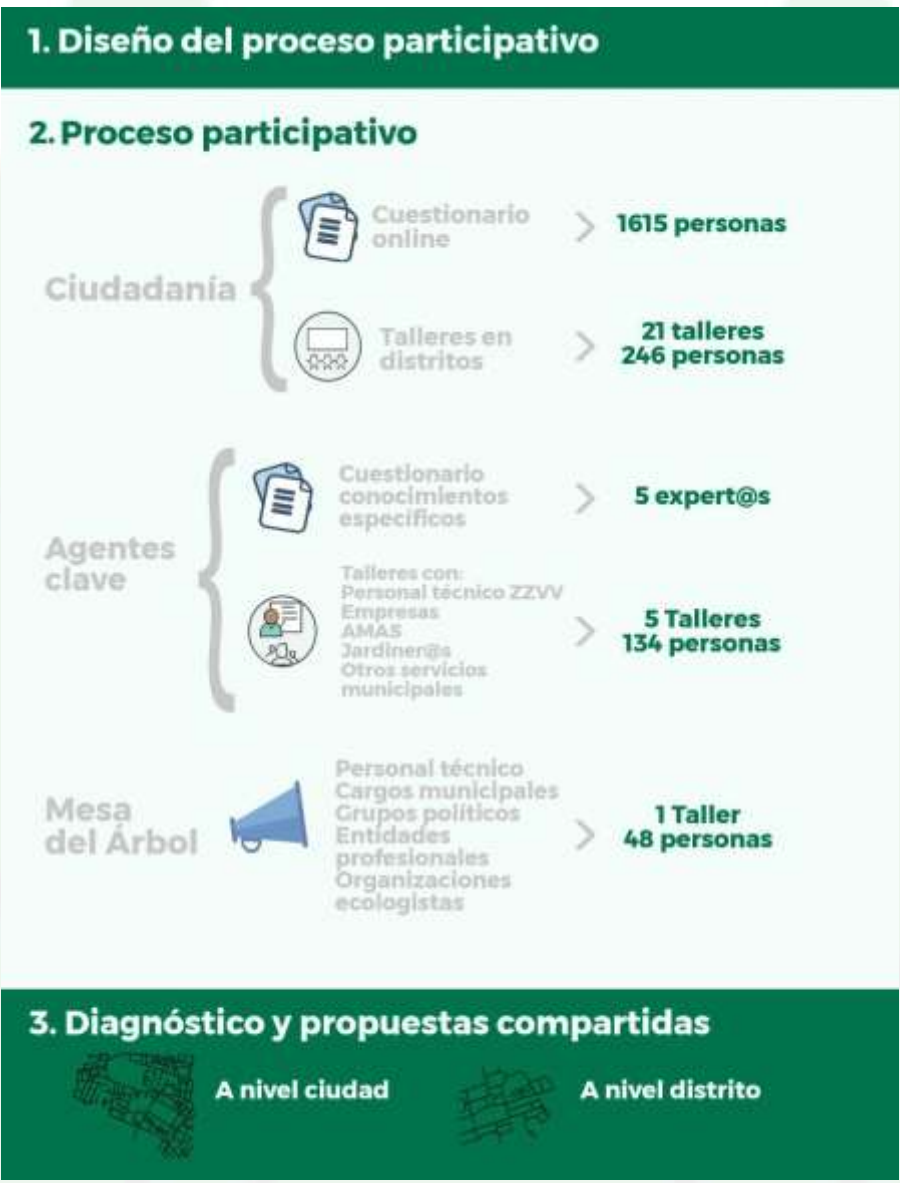 1. Diseño del proceso participativo
2. Proceso participativo
Ciudadanía
Cuestionario
online
1615 personas
Talleres en
distritos
21 talleres
246 personas
Agentes
clave
Cuestionario
conocimientos
específicos
5 expert@s
Talleres con:
Personal técnico ZZVV
Empresas
AMAS
Jardiner@s
Otros servicios
municipales
5 Talleres
134 personas
Mesa
del Árbol
Personal técnico
Cargos municipales
Grupos políticos
Entidades
profesionales
Organizaciones
ecologistas
1 Taller
48 personas
3. Diagnóstico y propuestas compartidas
A nivel ciudad
A nivel distrito